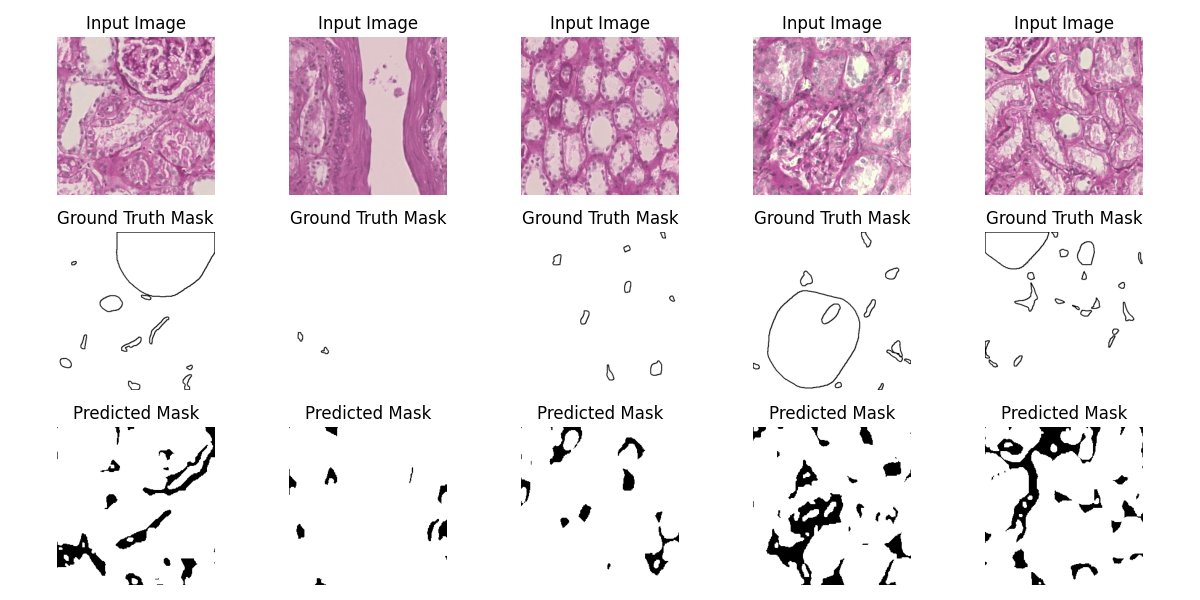 Input Image Input Image Input Image Input Image Input Image
Ground Truth Mask Ground Truth Mask Ground Truth Mask Ground Truth Mask Ground Truth Mask
Predicted Mask Predicted Mask Predicted Mask Predicted Mask Predicted Mask